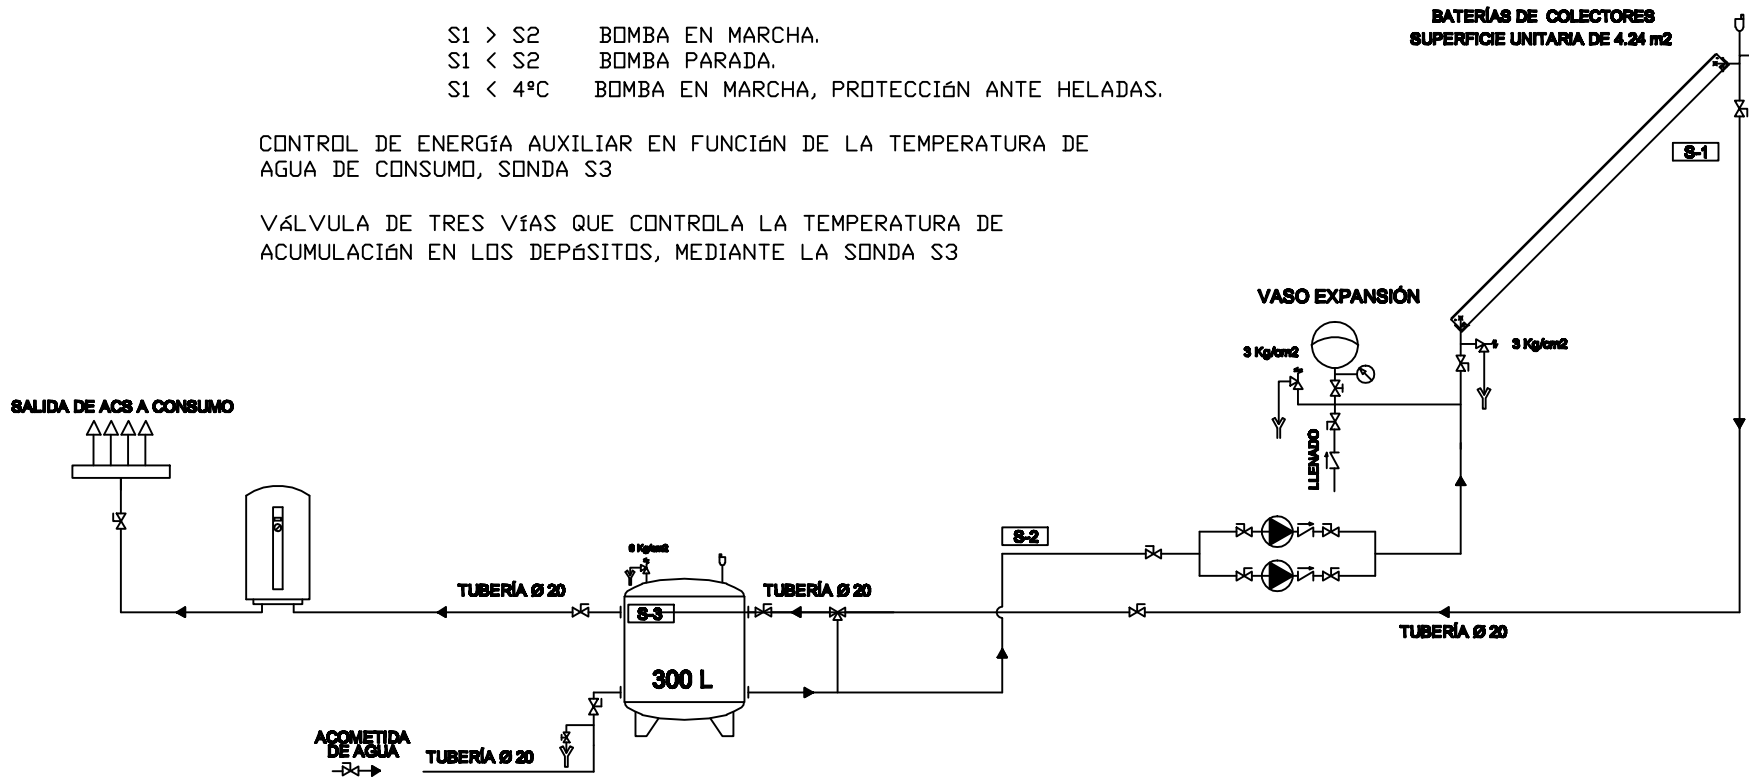 S1 > S2 BOMBA EN MARCHA.
S1 < S2 BOMBA PARADA.
S1 < 4ºC BOMBA EN MARCHA, PROTECCIóN ANTE HELADAS.
CONTROL DE ENERGíA AUXILIAR EN FUNCIóN DE LA TEMPERATURA DE
AGUA DE CONSUMO, SONDA S3
VáLVULA DE TRES VíAS QUE CONTROLA LA TEMPERATURA DE
ACUMULACIóN EN LOS DEPóSITOS, MEDIANTE LA SONDA S3
BATERÍAS DE COLECTORES
SUPERFICIE UNITARIA DE 4.24 m2
S-1
VASO EXPANSIÓN
3 Kg/cm2
3 Kg/cm2
LLENADO
SALIDA DE ACS A CONSUMO
S-2
6 Kg/cm2
TUBERÍA Ø 20
TUBERÍA Ø 20
S-3
TUBERÍA Ø 20
300 L
ACOMETIDA
DE AGUA
TUBERÍA Ø 20